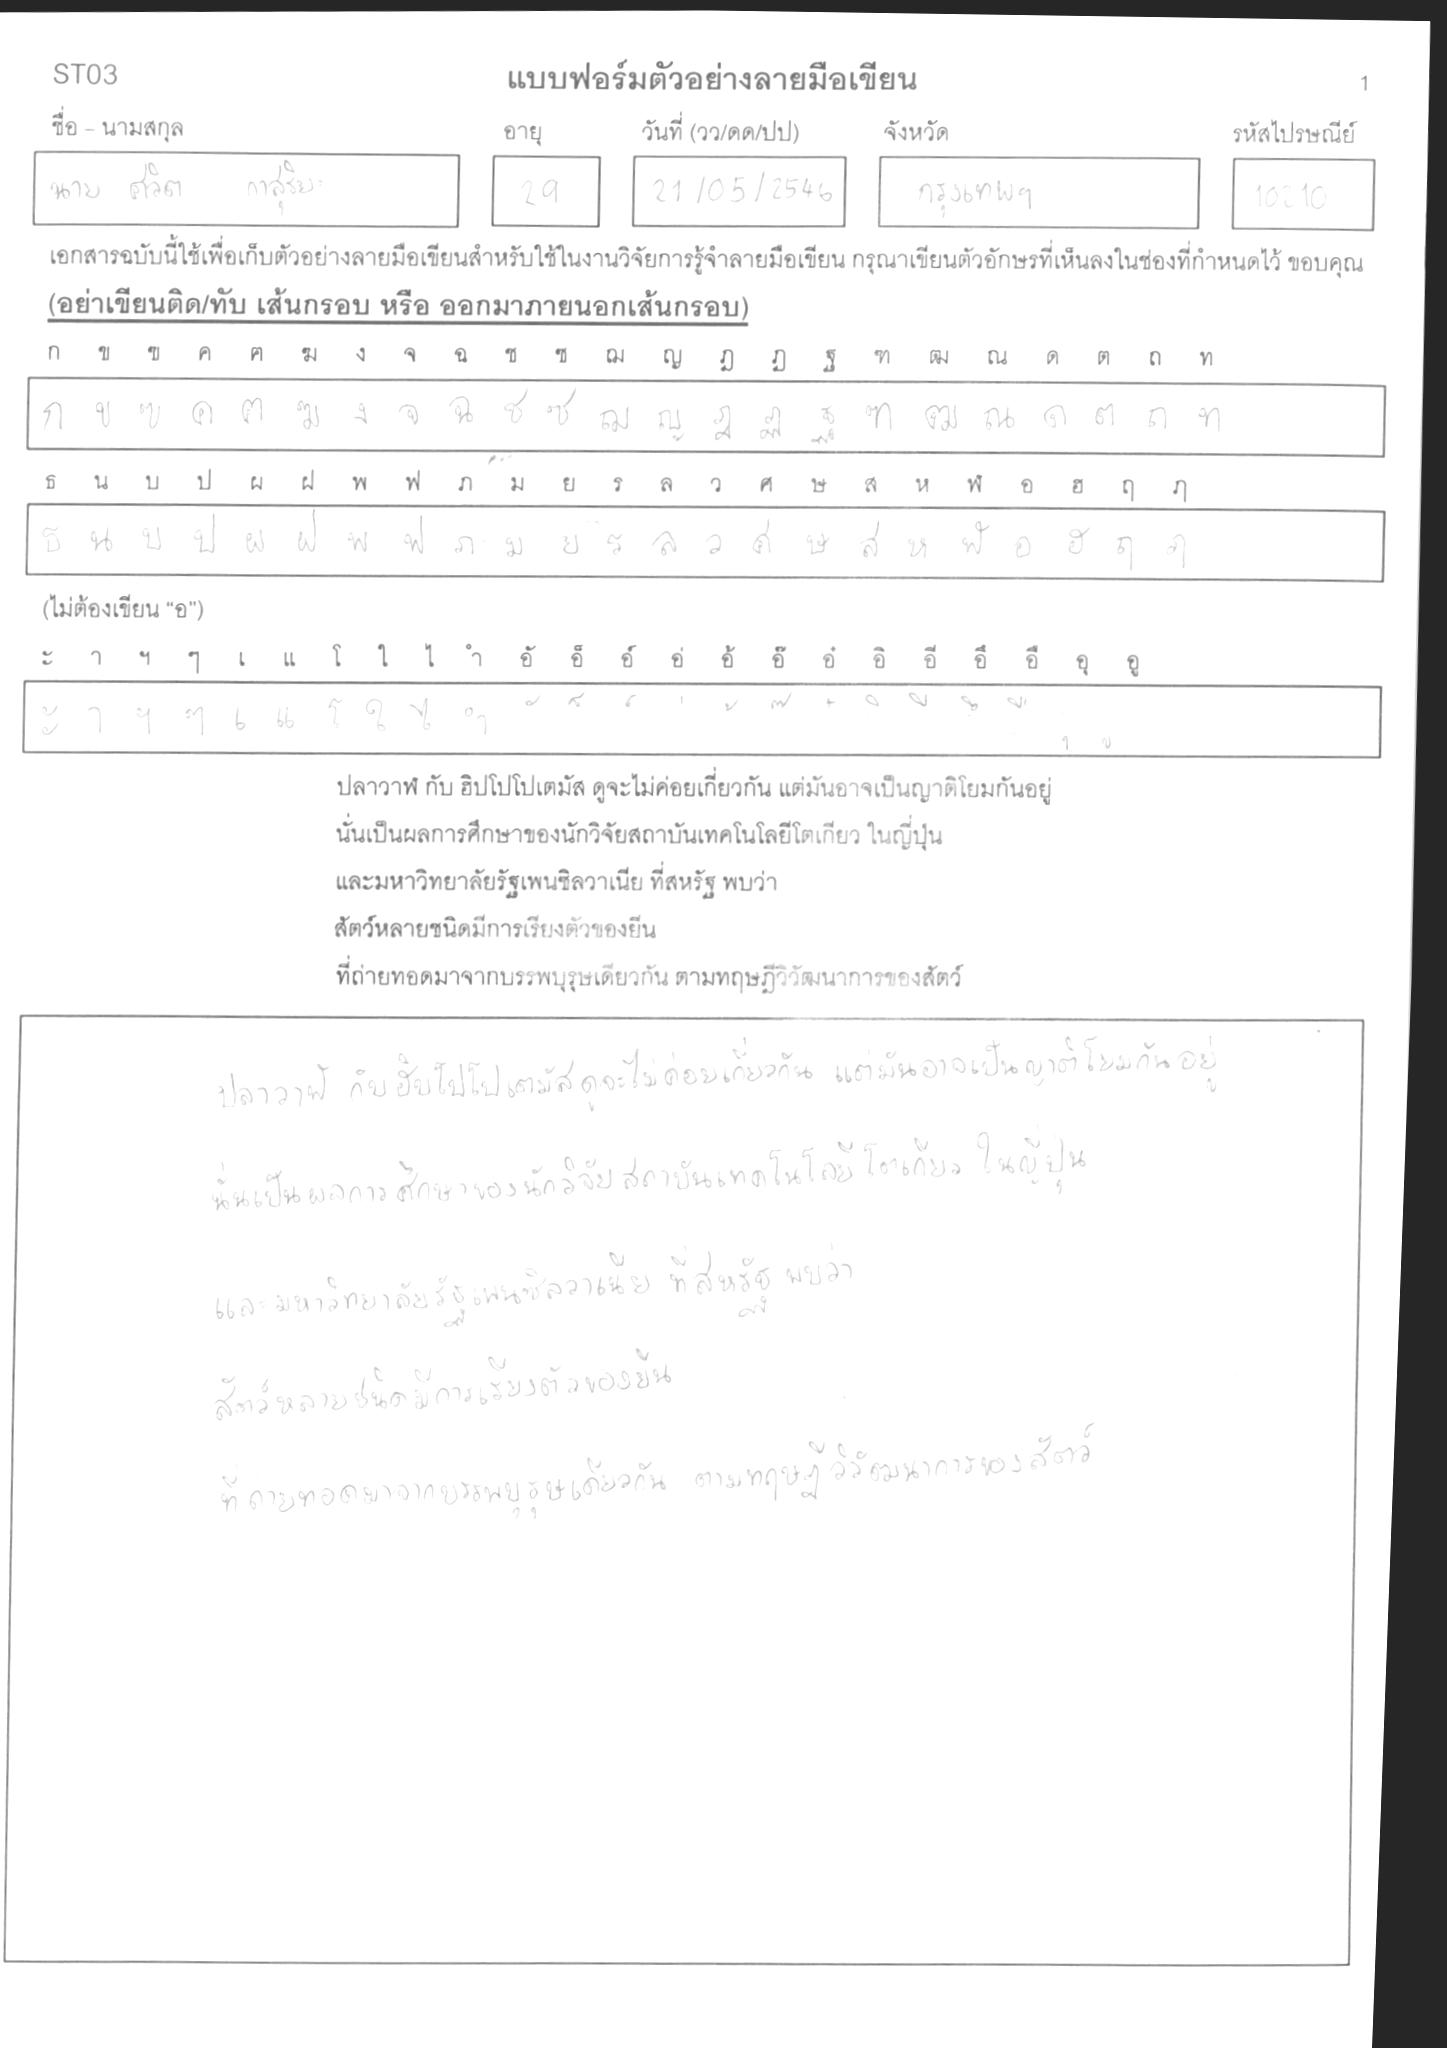 ST03 แบบฟอร์มตัวอย่างลายมือเขียน 1
ชื่อ – นามสกุล อายุ วันที่ (วว/ดด/ปป) จังหวัด รหัสไปรษณีย์
นาย ศวิต กาสุริยะ 29 21/05/2546 กรุงเทพฯ 10210
เอกสารฉบับนี้ใช้เพื่อเก็บตัวอย่างลายมือเขียนสำหรับใช้ในงานวิจัยการรู้จำลายมือเขียน กรุณาเขียนตัวอักษรที่เห็นลงในช่องที่กำหนดไว้ ขอบคุณ
(อย่าเขียนติด/ทับ เส้นกรอบ หรือ ออกมาภายนอกเส้นกรอบ)
ก ข ฃ ค ฅ ฆ ง จ ฉ ช ซ ฌ ญ ฎ ฏ ฐ ฑ ฒ ณ ด ต ถ ท
ก ข ฃ ค ฅ ฆ ง จ ฉ ช ซ ฌ ญ ฎ ฏ ฐ ฑ ฒ ณ ด ต ถ ท
ธ น บ ป ผ ฝ พ ฟ ภ ม ย ร ล ว ศ ษ ส ห ฬ อ ฮ ฤ ฦ
ธ น บ ป ผ ฝ พ ฟ ภ ม ย ร ล ว ศ ษ ส ห ฬ อ ฮ ฤ ฦ
(ไม่ต้องเขียน “อ”)
ะ า ฯ ๆ เ แ โ ใ ไ ำ อั อ็ อ์ อ่ อ้ อ๊ อ๋ อิ อี อึ อื อุ อู
ะ า ฯ ๆ เ แ โ ใ ไ ำ ั ็ ์ ่ ้ ๊ ๋ ิ ี ึ ื ุ ู
ปลาวาฬ กับ ฮิปโปโปเตมัส ดูจะไม่ค่อยเกี่ยวกัน แต่มันอาจเป็นญาติโยมกันอยู่
นั่นเป็นผลการศึกษาของนักวิจัยสถาบันเทคโนโลยีโตเกียว ในญี่ปุ่น
และมหาวิทยาลัยรัฐเพนซิลวาเนีย ที่สหรัฐ พบว่า
สัตว์หลายชนิดมีการเรียงตัวของยีน
ที่ถ่ายทอดมาจากบรรพบุรุษเดียวกัน ตามทฤษฎีวิวัฒนาการของสัตว์
ปลาวาฬ กับฮิบโปโปเตมัสดูจะไม่ค่อยเกี่ยวกัน แต่มันอาจเป็นญาติโยมกันอยู่
นั่นเป็นผลการศึกษาของนักวิจัยสถาบันเทคโนโลยีโตเกียว ในญี่ปุ่น
และมหาวิทยาลัยรัฐเพนซิลวาเนีย ที่สหรัฐ พบว่า
สัตว์หลายชนิดมีการเรียงตัวของยีน
ที่ถ่ายทอดมาจากบรรพบุรุษเดียวกัน ตามทฤษฎีวิวัฒนาการของสัตว์